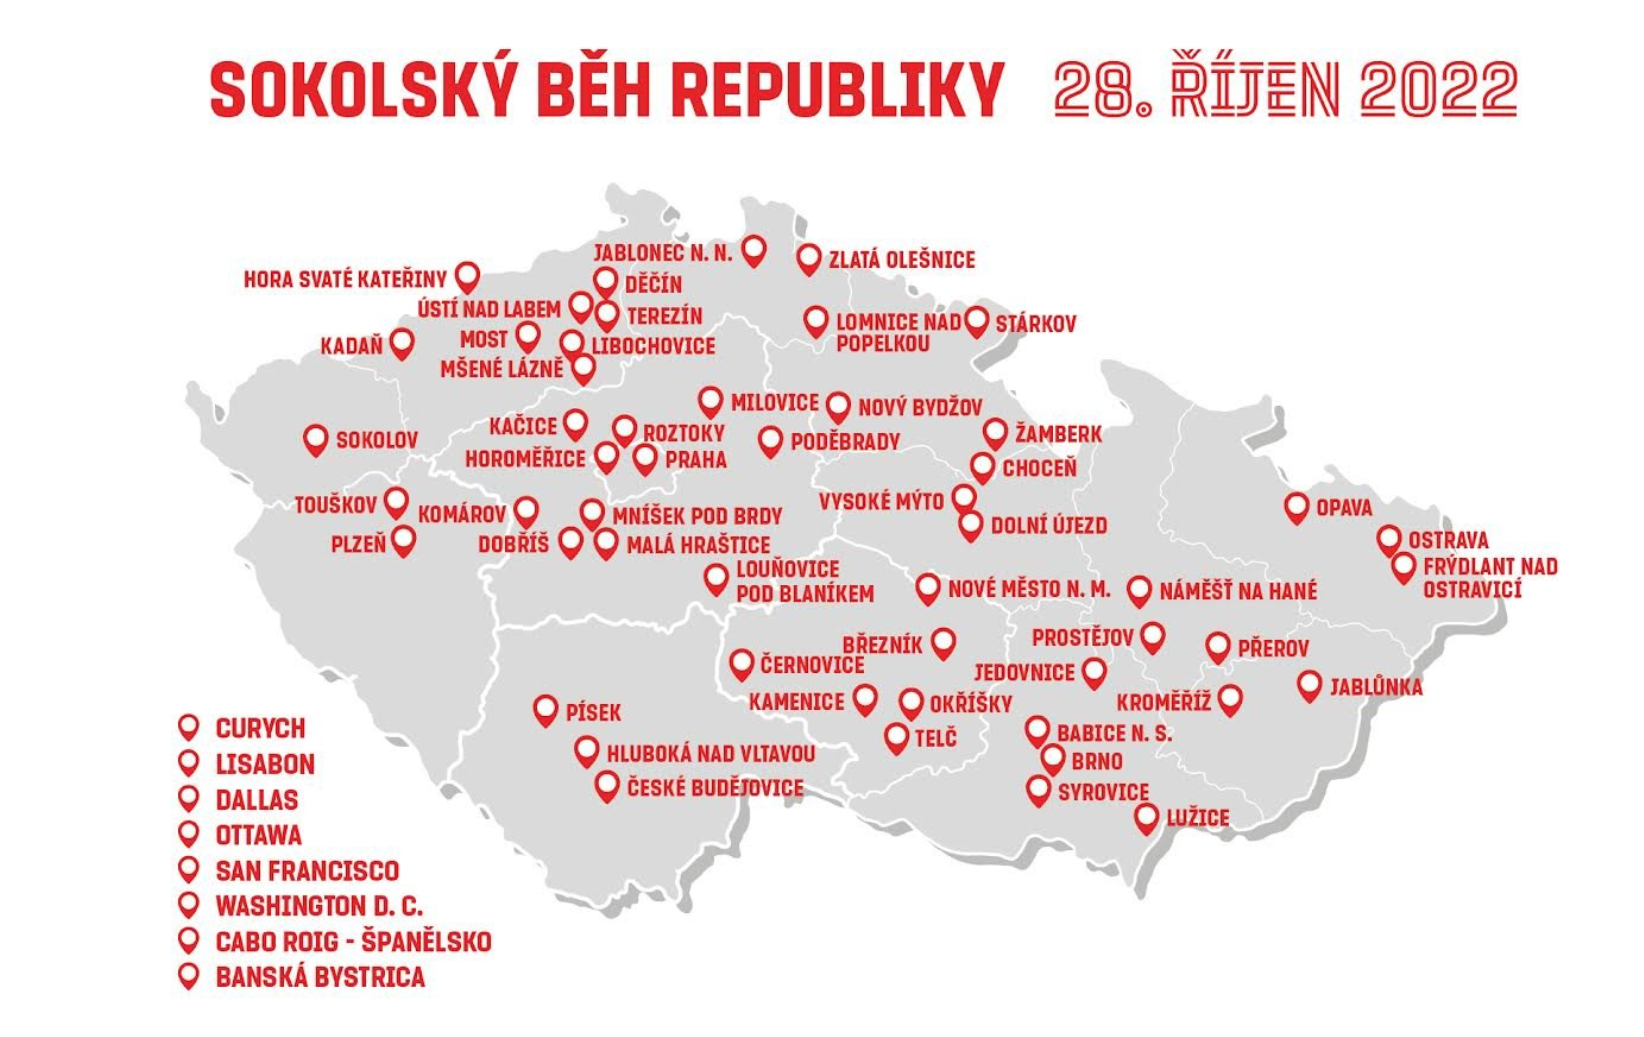 SOKOLSKÝ BĚH REPUBLIKY 28. ŘÍJEN 2022
JABLONEC N. N.
ZLATÁ OLEŠNICE
HORA SVATÉ KATEŘINY
DĚČÍN
ÚSTÍ NAD LABEM
TEREZÍN
LOMNICE NAD
POPELKOU
STÁRKOV
KADAŇ
MOST
LIBOCHOVICE
MŠENÉ LÁZNĚ
MILOVICE
NOVÝ BYDŽOV
KAČICE
ROZTOKY
PODĚBRADY
ŽAMBERK
SOKOLOV
HOROMĚŘICE
PRAHA
CHOCEŇ
TOUŠKOV
KOMÁROV
MNÍŠEK POD BRDY
VYSOKÉ MÝTO
DOLNÍ ÚJEZD
OPAVA
PLZEŇ
DOBŘÍŠ
MALÁ HRAŠTICE
OSTRAVA
LOUŇOVICE
POD BLANÍKEM
FRÝDLANT NAD
OSTRAVICÍ
NOVÉ MĚSTO N. M.
NÁMĚŠŤ NA HANÉ
BŘEZNÍK
PROSTĚJOV
PŘEROV
ČERNOVICE
JEDOVNICE
JABLŮNKA
KAMENICE
OKŘÍŠKY
KROMĚŘÍŽ
PÍSEK
TELČ
BABICE N. S.
HLUBOKÁ NAD VLTAVOU
BRNO
ČESKÉ BUDĚJOVICE
SYROVICE
LUŽICE
CURYCH
LISABON
DALLAS
OTTAWA
SAN FRANCISCO
WASHINGTON D. C.
CABO ROIG - ŠPANĚLSKO
BANSKÁ BYSTRICA